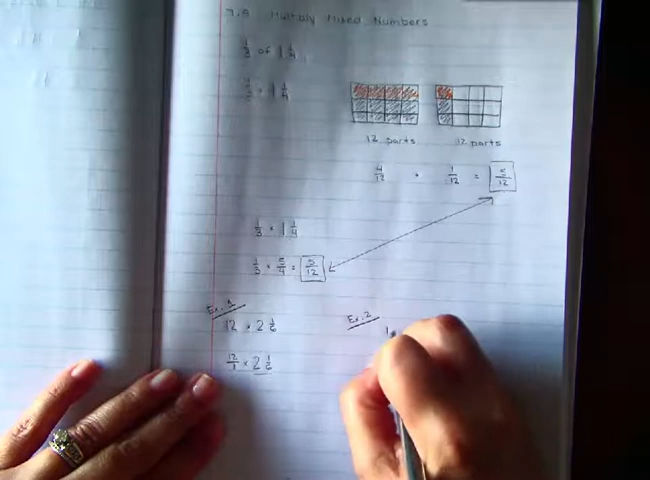 7.9 Multiply Mixed Numbers
1/3 of 1 1/4
1/3 × 1 1/4
12 parts 12 parts
4/12 + 1/12 = 5/12
1/3 × 1 1/4
1/3 × 5/4 = 5/12
Ex. 1
12 × 2 1/6
12/1 × 2 1/6
Ex. 2